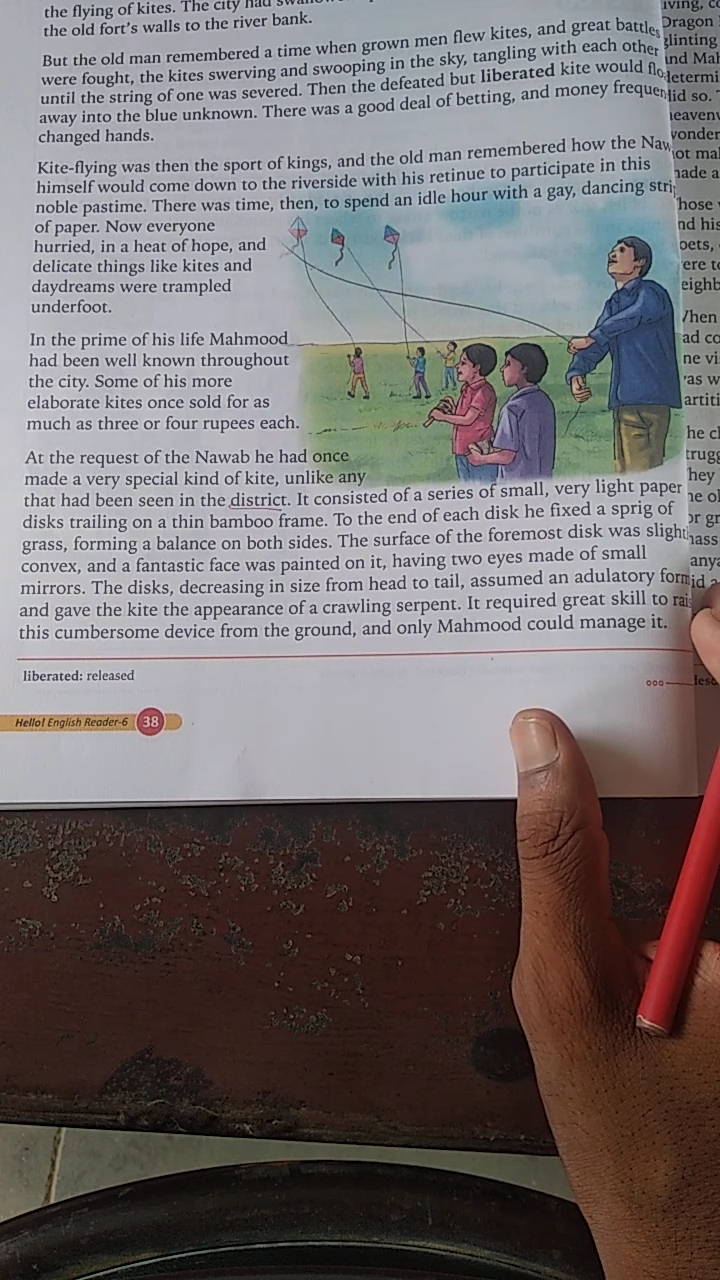 the flying of kites. The city had
the old fort's walls to the river bank.
But the old man remembered a time when grown men flew kites, and great battles
were fought, the kites swerving and swooping in the sky, tangling with each other
until the string of one was severed. Then the defeated but liberated kite would
away into the blue unknown. There was a good deal of betting, and money
changed hands.
Kite-flying was then the sport of kings, and the old man remembered how the
himself would come down to the riverside with his retinue to participate in this
noble pastime. There was time, then, to spend an idle hour with a gay, dancing
of paper. Now everyone
hurried, in a heat of hope, and
delicate things like kites and
daydreams were trampled
underfoot.
In the prime of his life Mahmood
had been well known throughout
the city. Some of his more
elaborate kites once sold for as
much as three or four rupees each.
At the request of the Nawab he had once
made a very special kind of kite, unlike any
that had been seen in the district. It consisted of a series of small, very light paper
disks trailing on a thin bamboo frame. To the end of each disk he fixed a sprig of
grass, forming a balance on both sides. The surface of the foremost disk was
convex, and a fantastic face was painted on it, having two eyes made of small
mirrors. The disks, decreasing in size from head to tail, assumed an adulatory form
and gave the kite the appearance of a crawling serpent. It required great skill to
this cumbersome device from the ground, and only Mahmood could manage it.
liberated: released
Hello! English Reader-6 38
Dragon
glinting